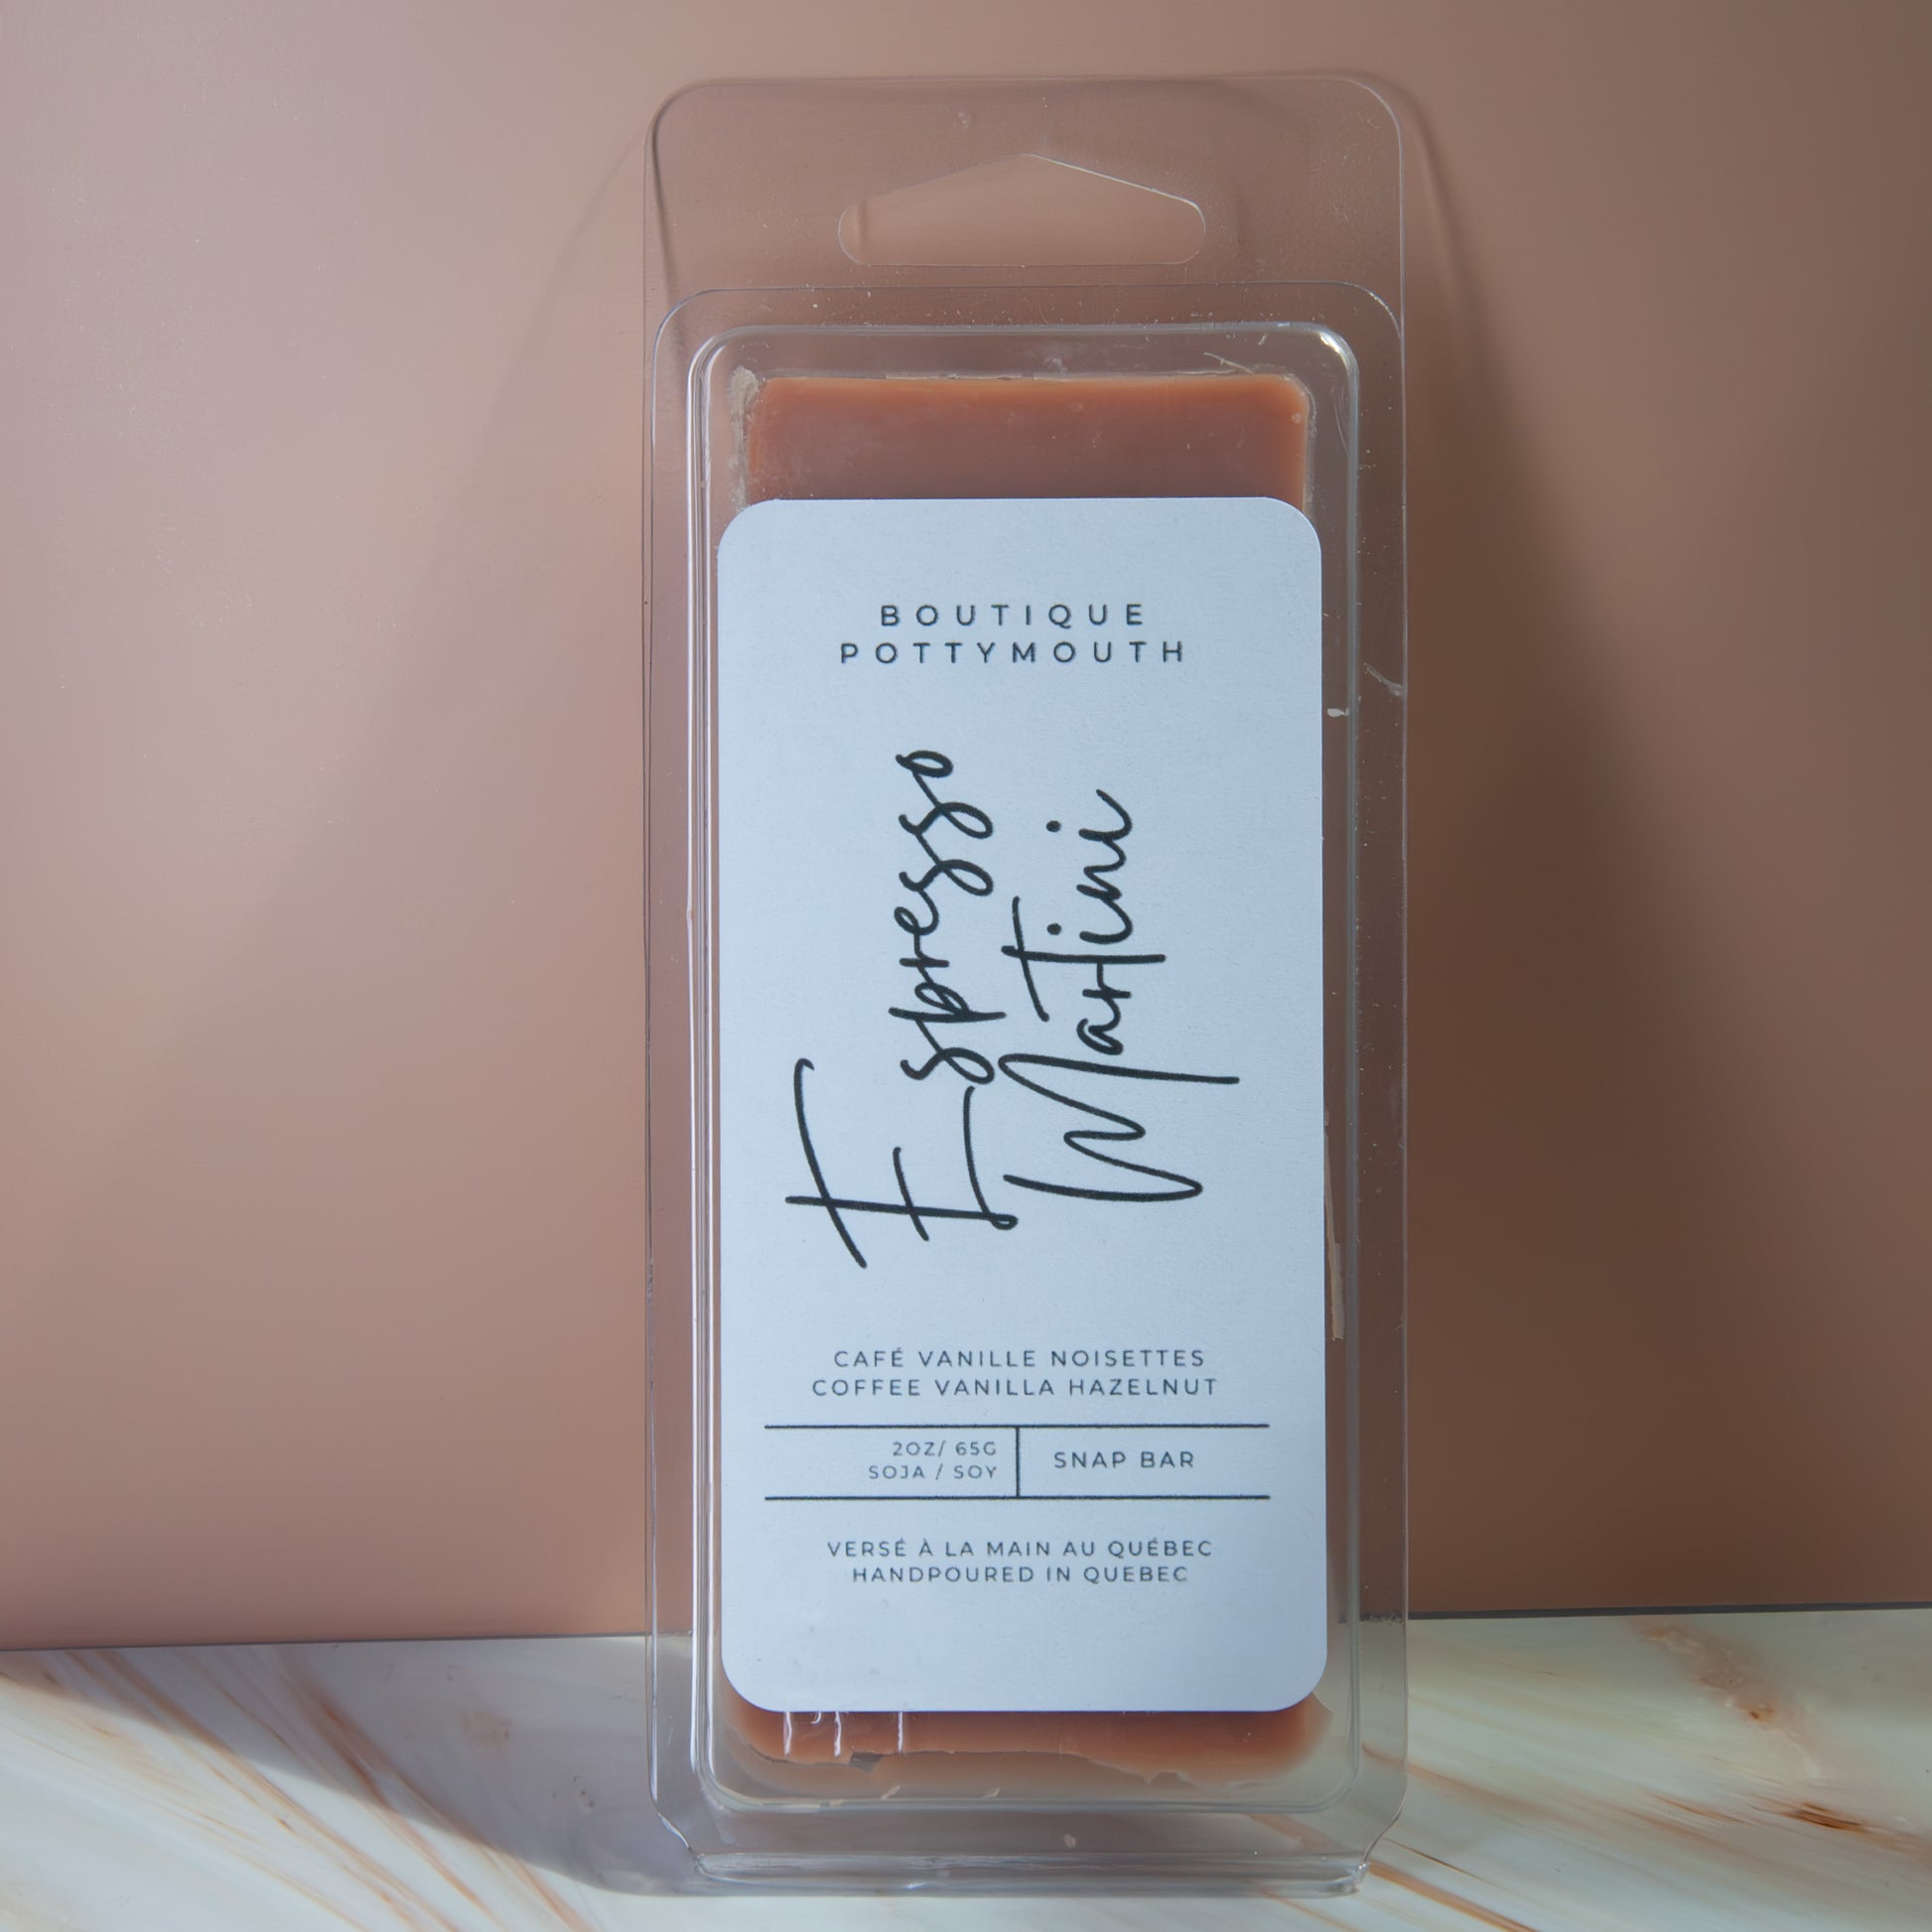 BOUTIQUE
POTTYMOUTH
Espresso
Martini
CAFÉ VANILLE NOISETTES
COFFEE VANILLA HAZELNUT
2OZ/ 65G
SOJA / SOY
SNAP BAR
VERSÉ À LA MAIN AU QUÉBEC
HANDPOURED IN QUEBEC